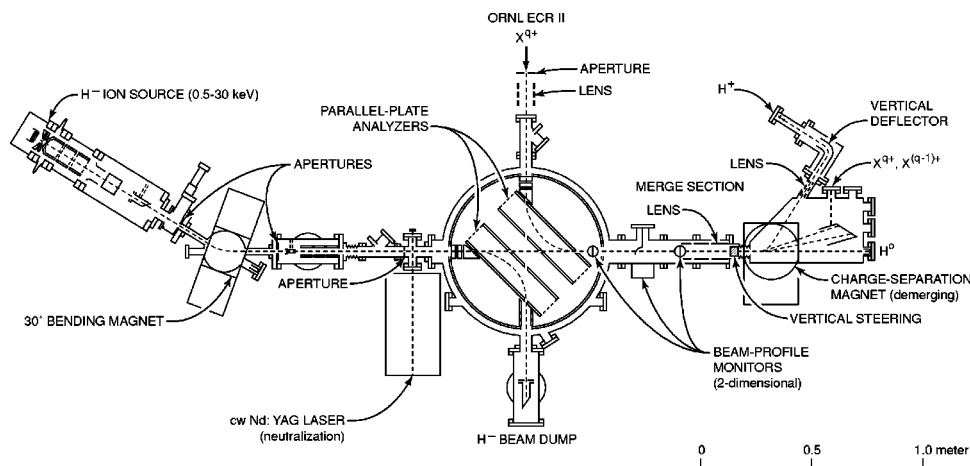 ORNL ECR II
X^q+
APERTURE
LENS
H⁻ ION SOURCE (0.5-30 keV)
PARALLEL-PLATE
ANALYZERS
APERTURES
H⁺
VERTICAL
DEFLECTOR
LENS
X^q+, X^(q-1)+
MERGE SECTION
LENS
H^o
APERTURE
30° BENDING MAGNET
CHARGE-SEPARATION
MAGNET (demerging)
VERTICAL STEERING
BEAM-PROFILE
MONITORS
(2-dimensional)
cw Nd: YAG LASER
(neutralization)
H⁻ BEAM DUMP
0 0.5 1.0 meter